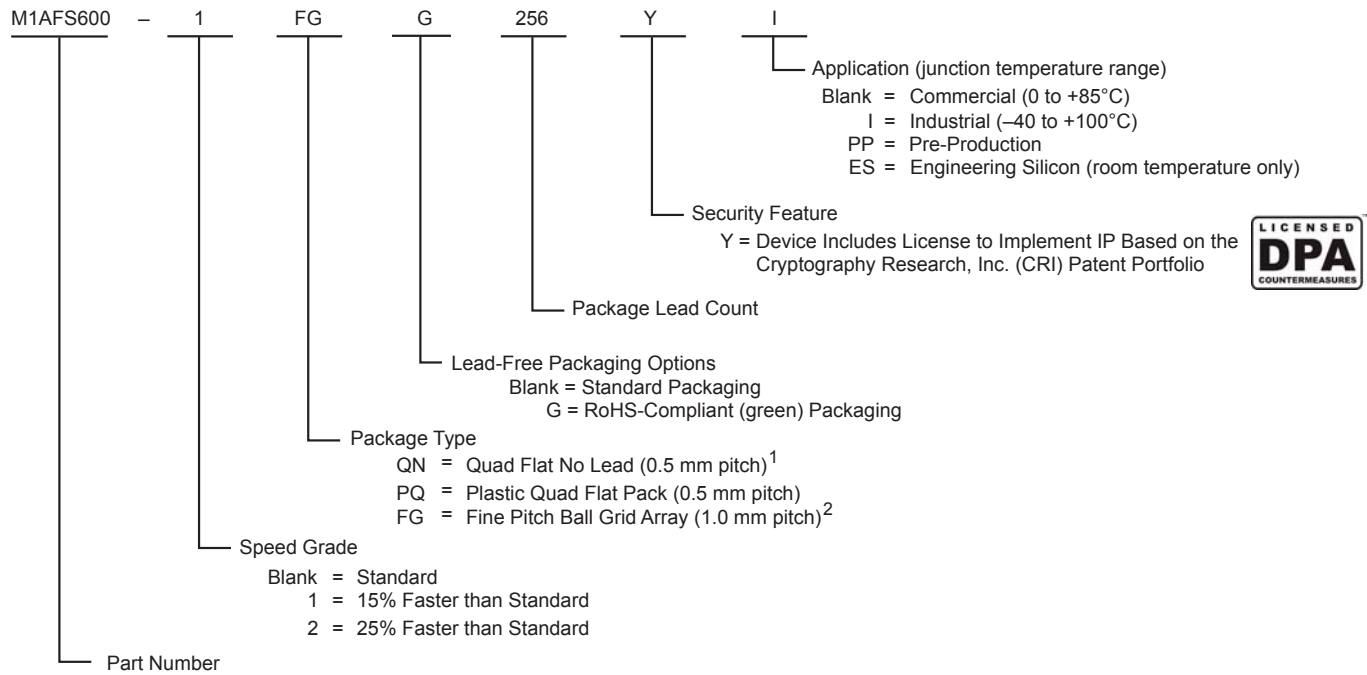 M1AFS600 – 1 FG G 256 Y I
Application (junction temperature range)
Blank = Commercial (0 to +85°C)
I = Industrial (–40 to +100°C)
PP = Pre-Production
ES = Engineering Silicon (room temperature only)
Security Feature
Y = Device Includes License to Implement IP Based on the
Cryptography Research, Inc. (CRI) Patent Portfolio
LICENSED
DPA
COUNTERMEASURES
Package Lead Count
Lead-Free Packaging Options
Blank = Standard Packaging
G = RoHS-Compliant (green) Packaging
Package Type
QN = Quad Flat No Lead (0.5 mm pitch)1
PQ = Plastic Quad Flat Pack (0.5 mm pitch)
FG = Fine Pitch Ball Grid Array (1.0 mm pitch)2
Speed Grade
Blank = Standard
1 = 15% Faster than Standard
2 = 25% Faster than Standard
Part Number